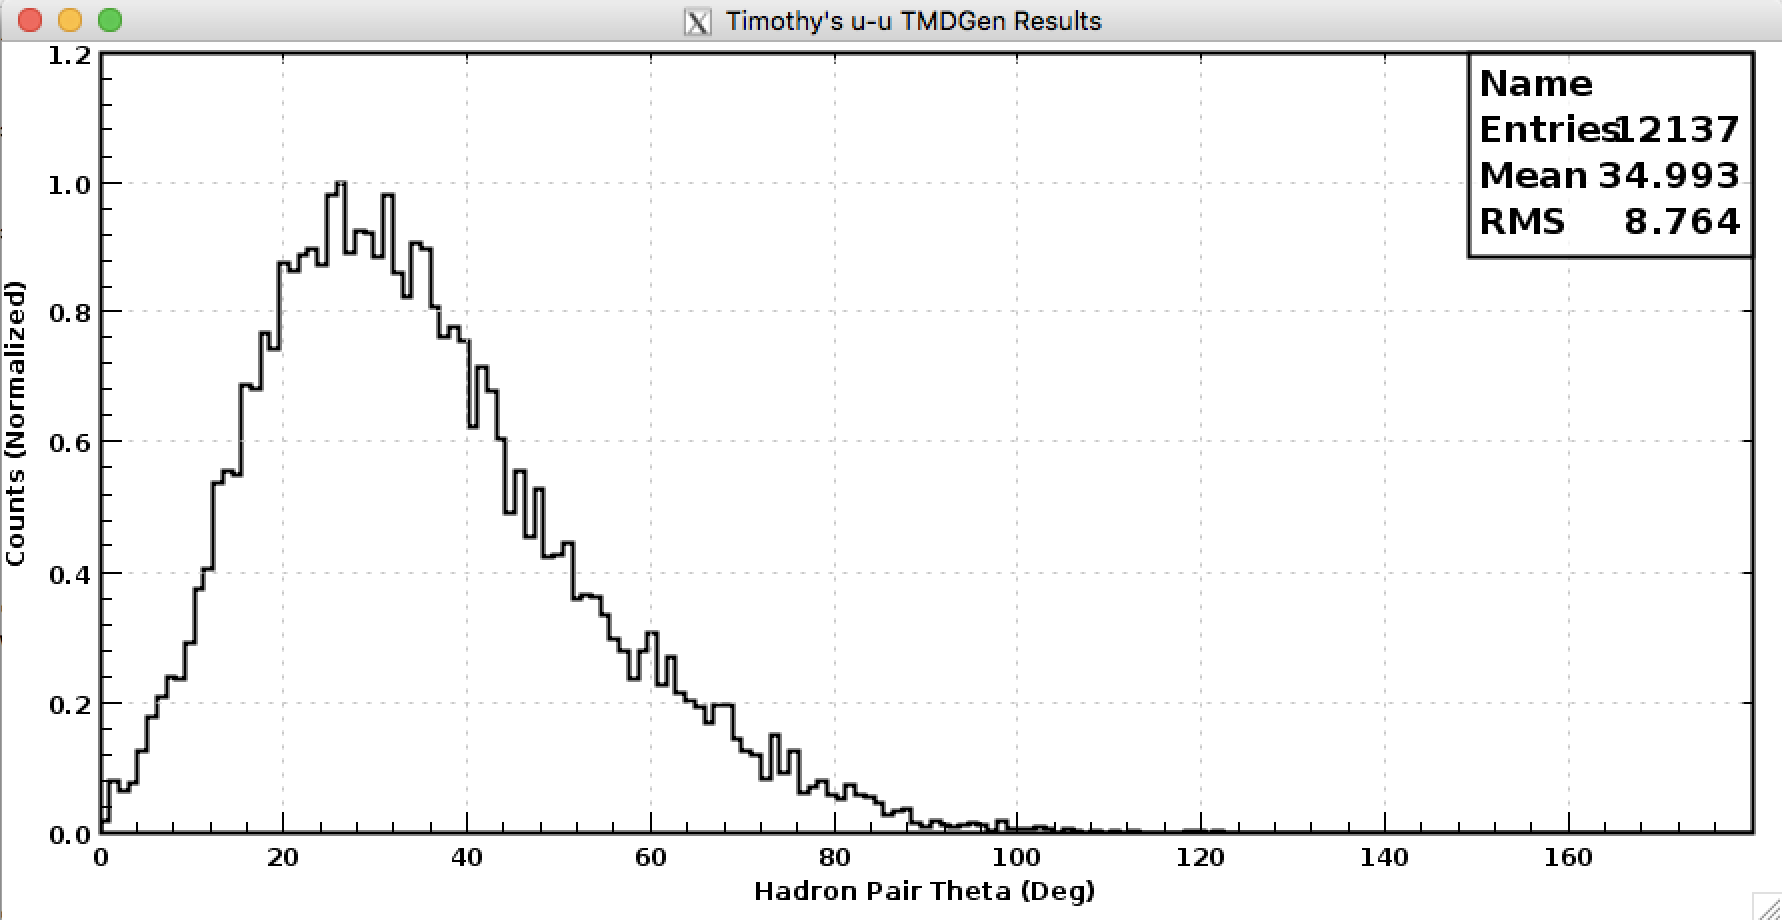 Timothy's u-u TMDGen Results
Name
Entries 12137
Mean 34.993
RMS 8.764
1.2
1.0
0.8
0.6
0.4
0.2
0.0
Counts (Normalized)
0 20 40 60 80 100 120 140 160
Hadron Pair Theta (Deg)